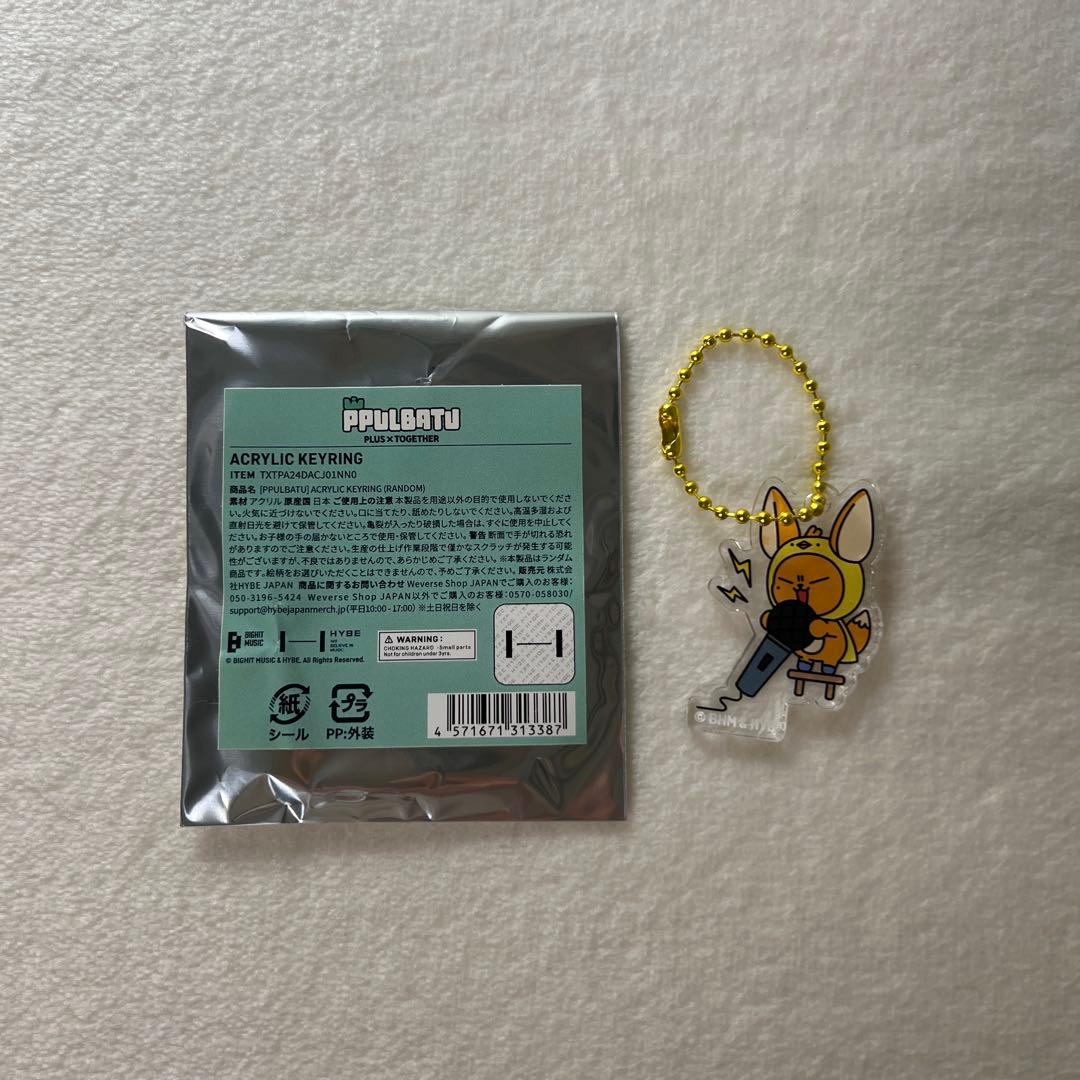 PPULBATU
PLUS×TOGETHER
ACRYLIC KEYRING
ITEM TXTPA24DACJ01NN0
商品名 [PPULBATU] ACRYLIC KEYRING (RANDOM)
素材 アクリル 原産国 日本 ご使用上の注意 本製品を用途以外の目的で使用しないでくださ
い。火気に近づけないでください。口に当てたり、舐めたりしないでください。高温多湿および
直射日光を避けて保管してください。亀裂が入ったり破損した場合は、すぐに使用を中止してく
ださい。お子様の手の届かないところで使用・保管してください。警告 断面で手が切れる恐れ
がありますのでご注意ください。生産の仕上げ作業段階で僅かなスクラッチが発生する可能
性がございますが、不良ではありませんので、あらかじめご了承ください。※本製品はランダム
商品です。絵柄をお選びいただくことはできませんので、予めご了承ください。販売元 株式会
社HYBE JAPAN 商品に関するお問い合わせ Weverse Shop JAPANでご購入のお客様:
050-3196-5424 Weverse Shop JAPAN以外でご購入のお客様:0570-058030/
support@hybejapanmerch.jp(平日10:00 - 17:00) ※土日祝日を除く
BIGHIT
MUSIC
HYBE
WE
BELIEVE IN
MUSIC
© BIGHIT MUSIC & HYBE. All Rights Reserved.
WARNING:
CHOKING HAZARD -Small parts
Not for children under 3yrs.
紙
シール
プラ
PP:外装
4 571671 313387
© BHM & HY